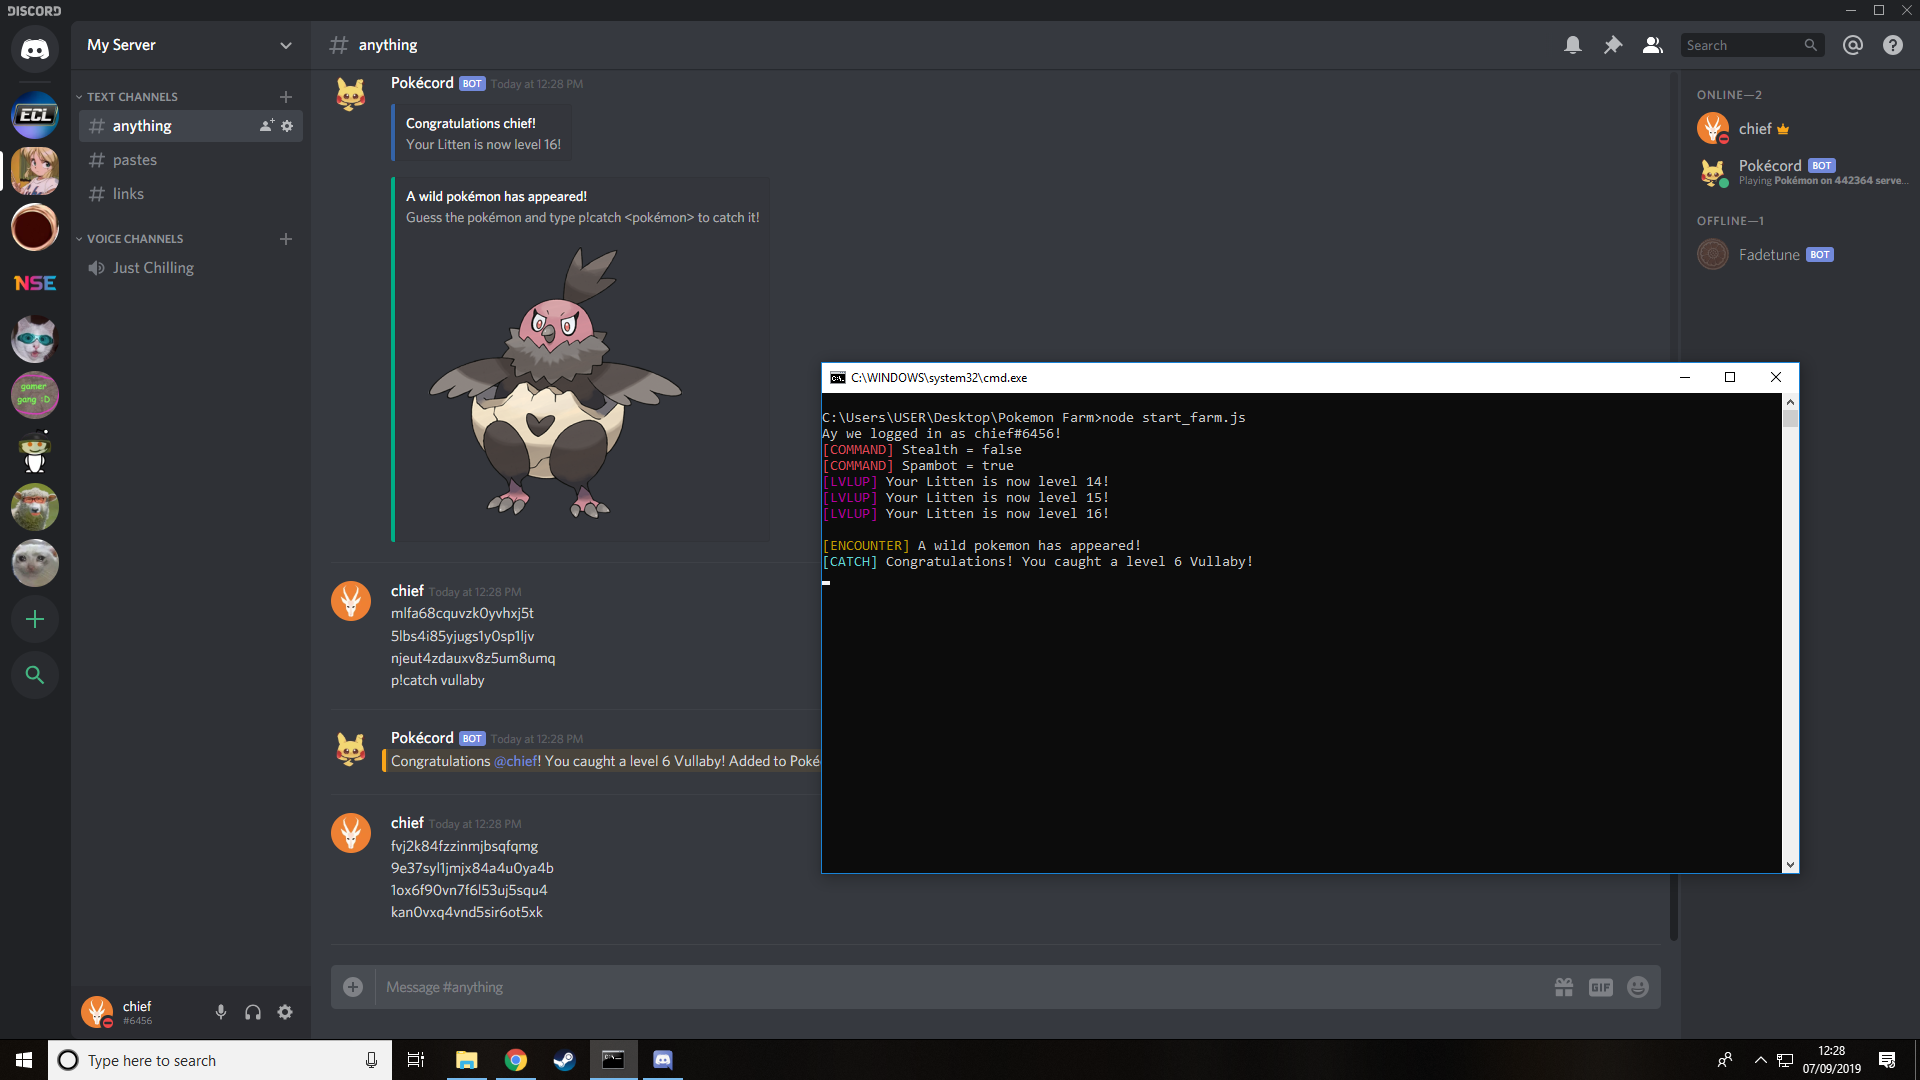 DISCORD
My Server
# anything
Search
TEXT CHANNELS
# anything
# pastes
# links
VOICE CHANNELS
Just Chilling
ECL
NSE
gamer
gang :D
chief
#6456
Pokécord BOT Today at 12:28 PM
Congratulations chief!
Your Litten is now level 16!
A wild pokémon has appeared!
Guess the pokémon and type p!catch <pokémon> to catch it!
chief Today at 12:28 PM
mlfa68cquvzk0yvhxj5t
5lbs4i85yjugs1y0sp1ljv
njeut4zdauxv8z5um8umq
p!catch vullaby
Pokécord BOT Today at 12:28 PM
Congratulations @chief! You caught a level 6 Vullaby! Added to Poké
chief Today at 12:28 PM
fvj2k84fzzinmjbsqfqmg
9e37syl1jmjx84a4u0ya4b
1ox6f90vn7f6l53uj5squ4
kan0vxq4vnd5sir6ot5xk
Message #anything
GIF
ONLINE—2
chief
Pokécord BOT
Playing Pokémon on 442364 serve...
OFFLINE—1
Fadetune BOT
C:\WINDOWS\system32\cmd.exe
C:\Users\USER\Desktop\Pokemon Farm>node start_farm.js
Ay we logged in as chief#6456!
[COMMAND] Stealth = false
[COMMAND] Spambot = true
[LVLUP] Your Litten is now level 14!
[LVLUP] Your Litten is now level 15!
[LVLUP] Your Litten is now level 16!
[ENCOUNTER] A wild pokemon has appeared!
[CATCH] Congratulations! You caught a level 6 Vullaby!
Type here to search
12:28
07/09/2019